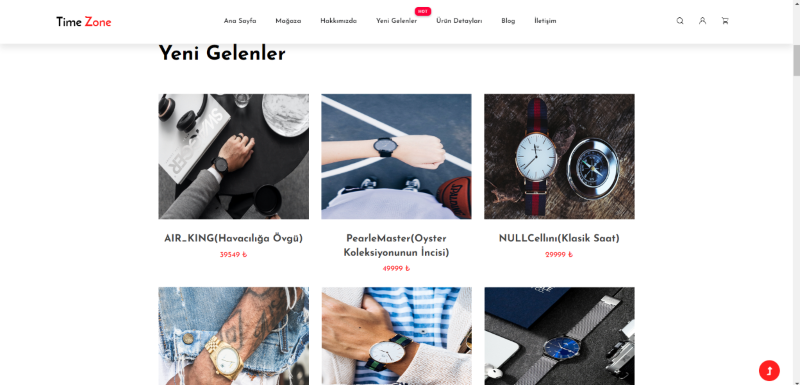 Time Zone
Ana Sayfa
Mağaza
Hakkımızda
Yeni Gelenler
HOT
Ürün Detayları
Blog
İletişim
Yeni Gelenler
AIR_KING(Havacılığa Övgü)
39549 ₺
PearleMaster(Oyster
Koleksiyonunun İncisi)
49999 ₺
NULLCellını(Klasik Saat)
29999 ₺